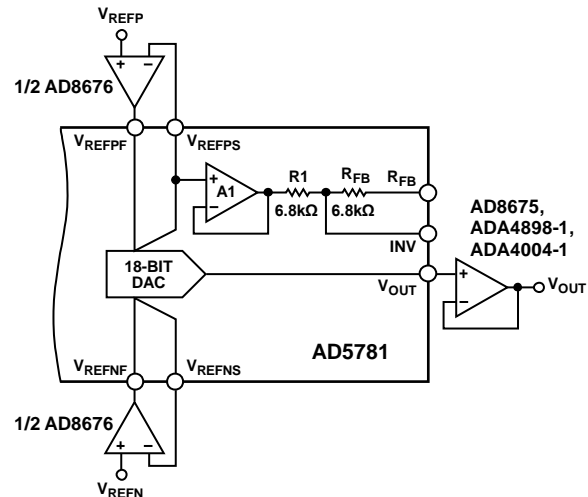 VREFP
1/2 AD8676
VREFPF
VREFPS
A1
R1
6.8kΩ
RFB
6.8kΩ
RFB
INV
AD8675,
ADA4898-1,
ADA4004-1
18-BIT
DAC
VOUT
VOUT
AD5781
VREFNF
VREFNS
1/2 AD8676
VREFN